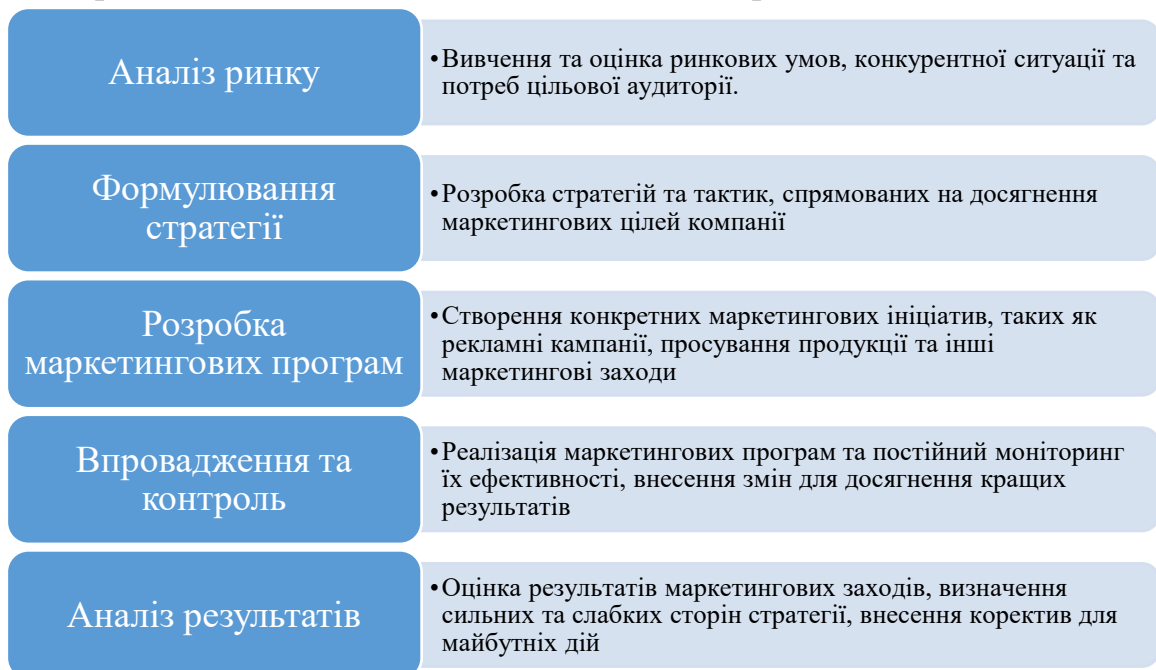 Аналіз ринку
•Вивчення та оцінка ринкових умов, конкурентної ситуації та
потреб цільової аудиторії.
Формулювання
стратегії
•Розробка стратегій та тактик, спрямованих на досягнення
маркетингових цілей компанії
Розробка
маркетингових програм
•Створення конкретних маркетингових ініціатив, таких як
рекламні кампанії, просування продукції та інші
маркетингові заходи
Впровадження та
контроль
•Реалізація маркетингових програм та постійний моніторинг
їх ефективності, внесення змін для досягнення кращих
результатів
Аналіз результатів
•Оцінка результатів маркетингових заходів, визначення
сильних та слабких сторін стратегії, внесення коректив для
майбутніх дій